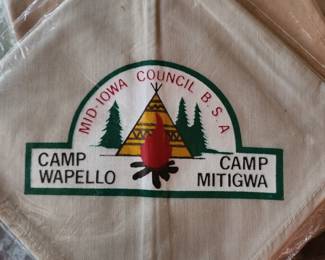 MID-IOWA COUNCIL B.S.A
CAMP WAPELLO
CAMP MITIGWA